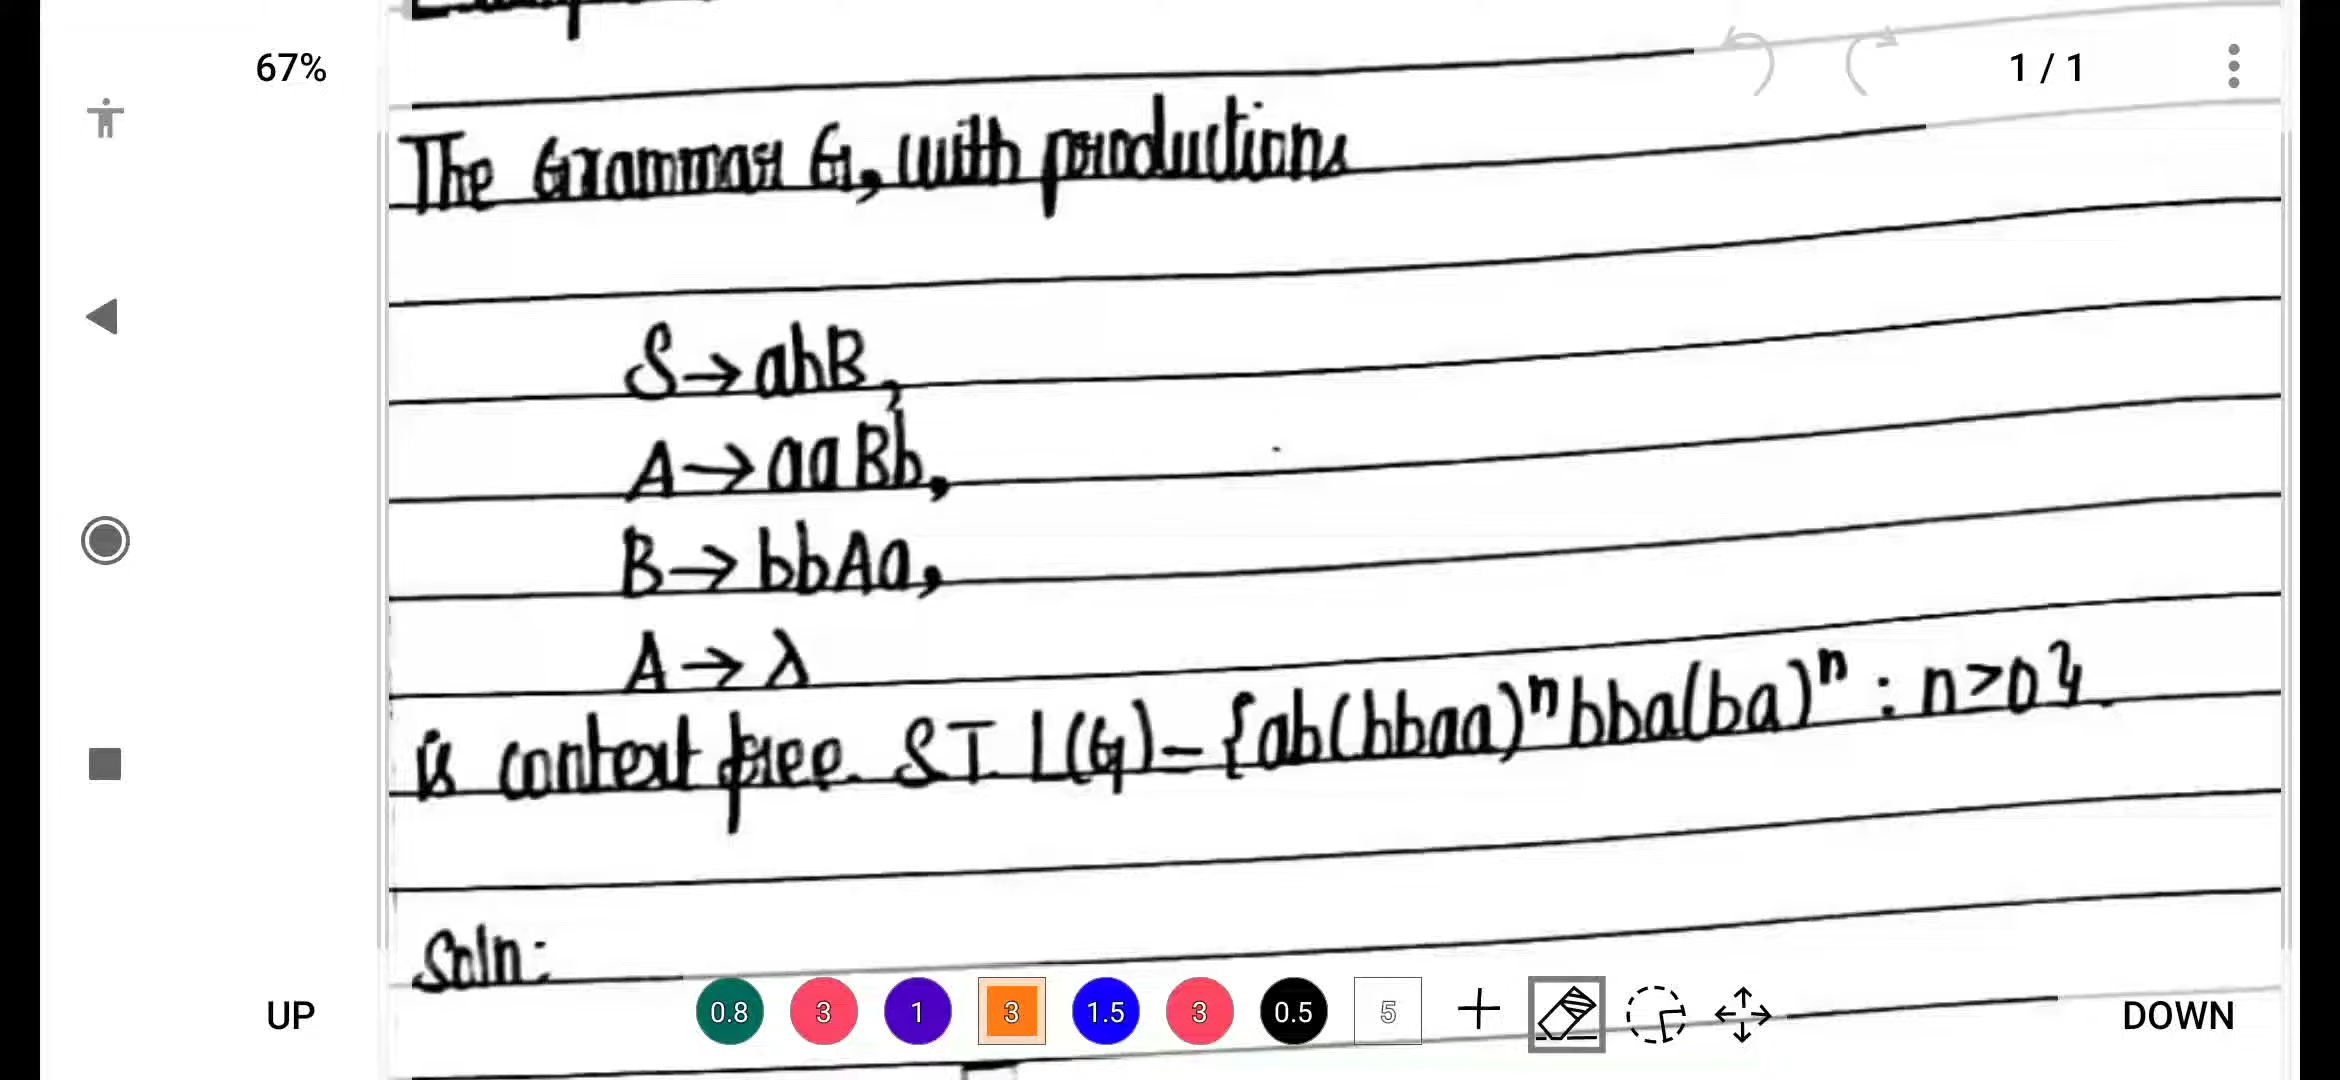 67%
1 / 1
The Grammar G, with productions
S→abB,
A→aaBb,
B→bbAa,
A→λ
is context free. S.T. L(G) = {ab(bbaa)ⁿbba(ba)ⁿ : n>0}.
Soln:
UP
0.8 3 1 3 1.5 3 0.5 5
DOWN